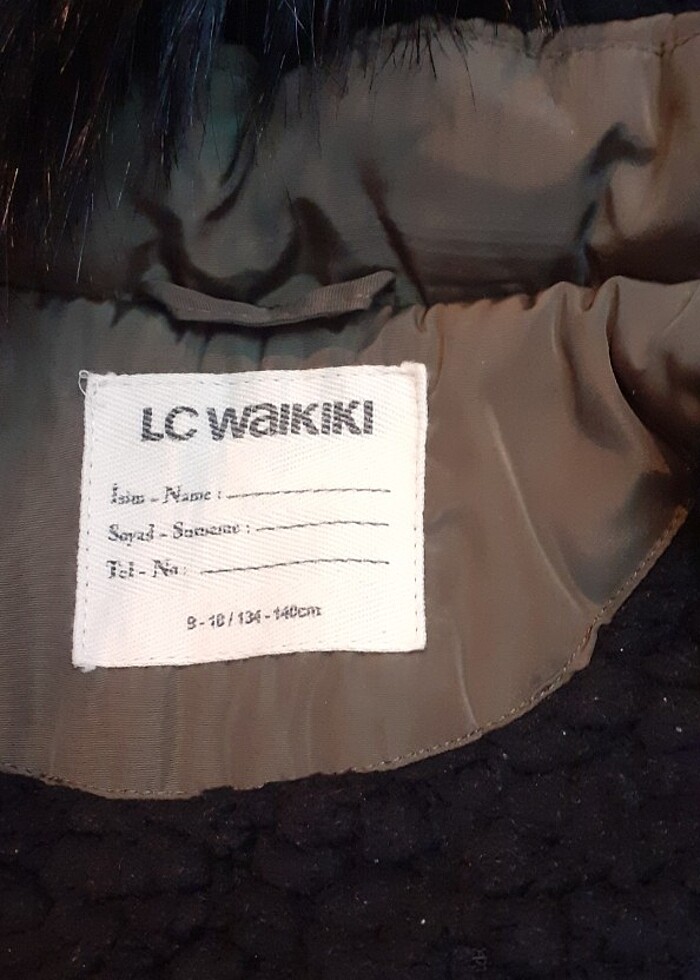 LC WAIKIKI
İsim - Name :
Soyad - Surname :
Tel - No :
9 - 10 / 134 - 140cm